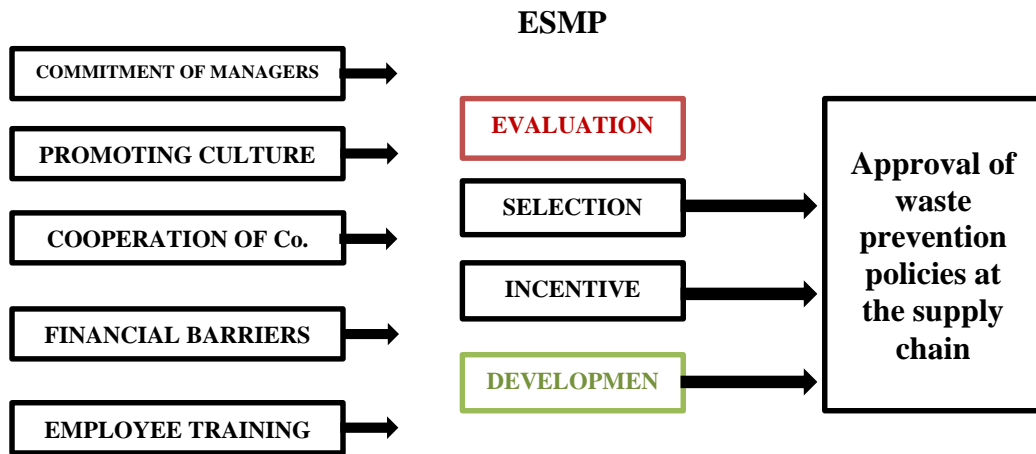 ESMP
COMMITMENT OF MANAGERS
PROMOTING CULTURE
COOPERATION OF Co.
FINANCIAL BARRIERS
EMPLOYEE TRAINING
EVALUATION
SELECTION
INCENTIVE
DEVELOPMEN
Approval of
waste
prevention
policies at
the supply
chain